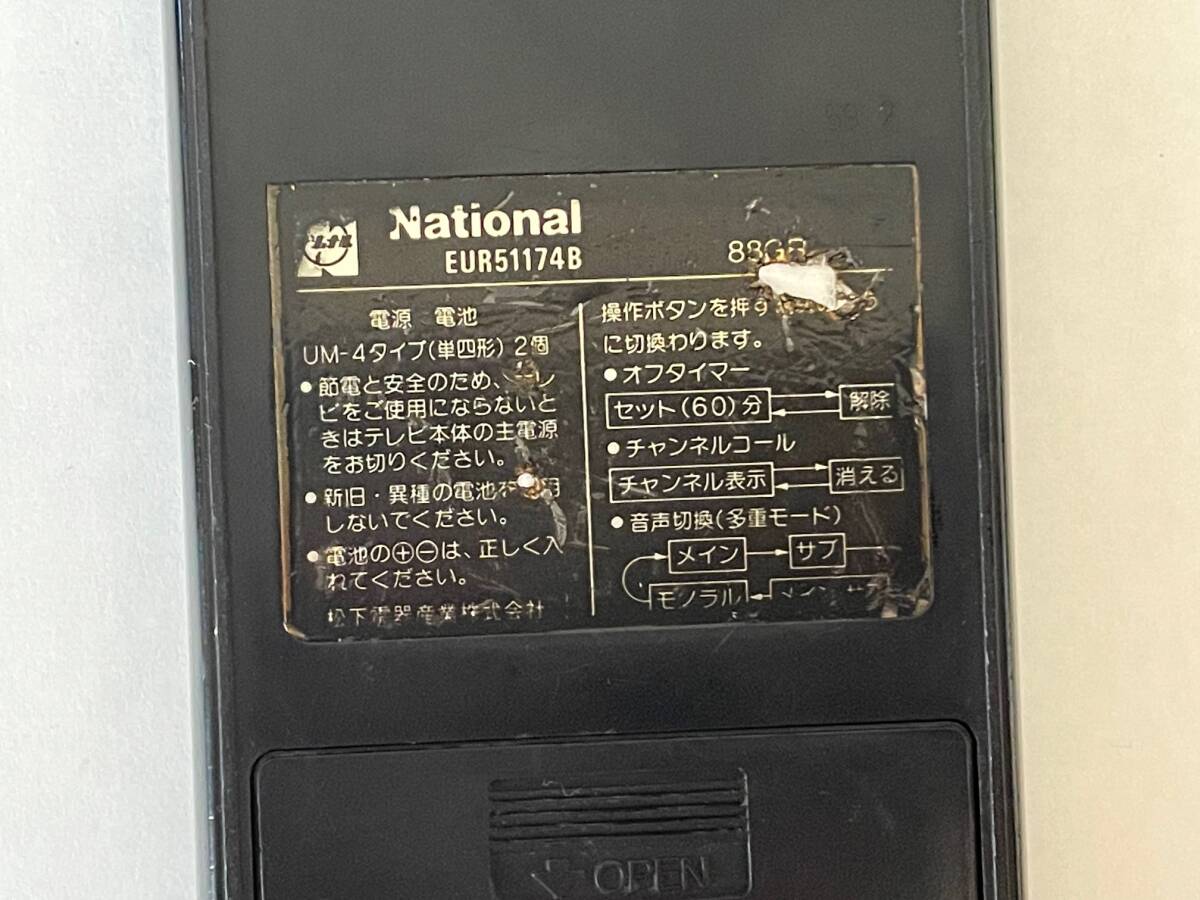 National
EUR51174B
電源 電池
UM-4タイプ(単四形) 2個
● 節電と安全のため、
ビをご使用にならないと
きはテレビ本体の主電源
をお切りください。
● 新旧・異種の電池
しないでください。
● 電池の⊕⊖は、正しく入
れてください。
松下電器産業株式会社
操作ボタンを押す
に切換わります。
● オフタイマー
セット(60)分 解除
● チャンネルコール
チャンネル表示 消える
● 音声切換(多重モード)
メイン サブ
モノラル
OPEN